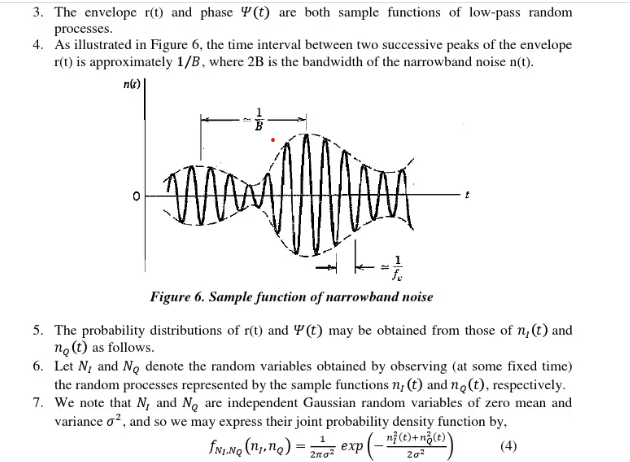 3. The envelope r(t) and phase Ψ(t) are both sample functions of low-pass random
processes.
4. As illustrated in Figure 6, the time interval between two successive peaks of the envelope
r(t) is approximately 1/B, where 2B is the bandwidth of the narrowband noise n(t).
n(t)
≃ 1/B
0
t
≃ 1/f_c
Figure 6. Sample function of narrowband noise
5. The probability distributions of r(t) and Ψ(t) may be obtained from those of n_I(t) and
n_Q(t) as follows.
6. Let N_I and N_Q denote the random variables obtained by observing (at some fixed time)
the random processes represented by the sample functions n_I(t) and n_Q(t), respectively.
7. We note that N_I and N_Q are independent Gaussian random variables of zero mean and
variance σ², and so we may express their joint probability density function by,
f_{N_I,N_Q}(n_I, n_Q) = 1/(2πσ²) exp(−(n_I²(t)+n_Q²(t))/(2σ²)) (4)